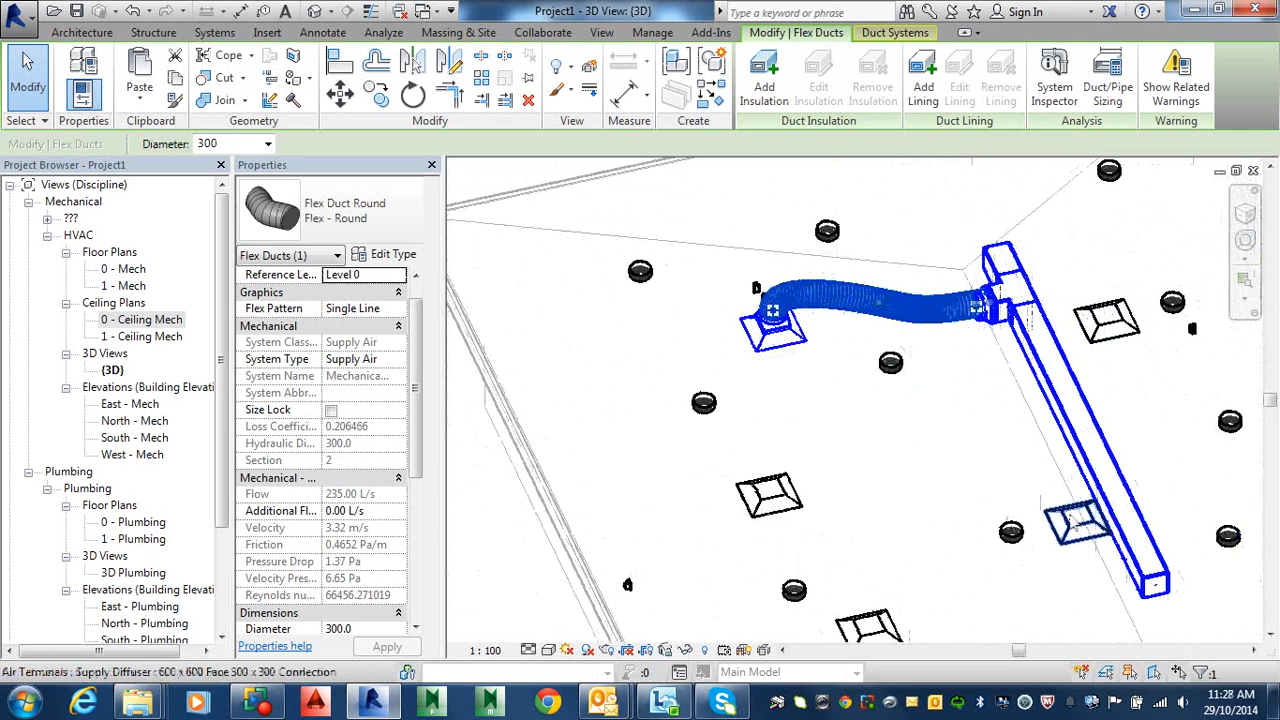 Project1 - 3D View: {3D}
Type a keyword or phrase
Sign In
Architecture Structure Systems Insert Annotate Analyze Massing & Site Collaborate View Manage Add-Ins Modify | Flex Ducts Duct Systems
Modify
Paste
Cope
Cut
Join
Add Insulation
Edit Insulation
Remove Insulation
Add Lining
Edit Lining
Remove Lining
System Inspector
Duct/Pipe Sizing
Show Related Warnings
Select Properties Clipboard Geometry Modify View Measure Create Duct Insulation Duct Lining Analysis Warning
Modify | Flex Ducts Diameter: 300
Project Browser - Project1
Views (Discipline)
Mechanical
???
HVAC
Floor Plans
0 - Mech
1 - Mech
Ceiling Plans
0 - Ceiling Mech
1 - Ceiling Mech
3D Views
{3D}
Elevations (Building Elevati
East - Mech
North - Mech
South - Mech
West - Mech
Plumbing
Plumbing
Floor Plans
0 - Plumbing
1 - Plumbing
3D Views
3D Plumbing
Elevations (Building Elevati
East - Plumbing
North - Plumbing
South - Plumbing
Properties
Flex Duct Round
Flex - Round
Flex Ducts (1) Edit Type
Reference Le... Level 0
Graphics
Flex Pattern Single Line
Mechanical
System Class... Supply Air
System Type Supply Air
System Name Mechanica...
System Abbr...
Size Lock
Loss Coeffici... 0.206466
Hydraulic Di... 300.0
Section 2
Mechanical - ...
Flow 235.00 L/s
Additional Fl... 0.00 L/s
Velocity 3.32 m/s
Friction 0.4652 Pa/m
Pressure Drop 1.37 Pa
Velocity Pres... 6.65 Pa
Reynolds nu... 66456.271019
Dimensions
Diameter 300.0
Properties help Apply
1 : 100
Air Terminals : Supply Diffuser : 600 x 600 Face 300 x 300 Connection
:0
Main Model
:1
11:28 AM
29/10/2014